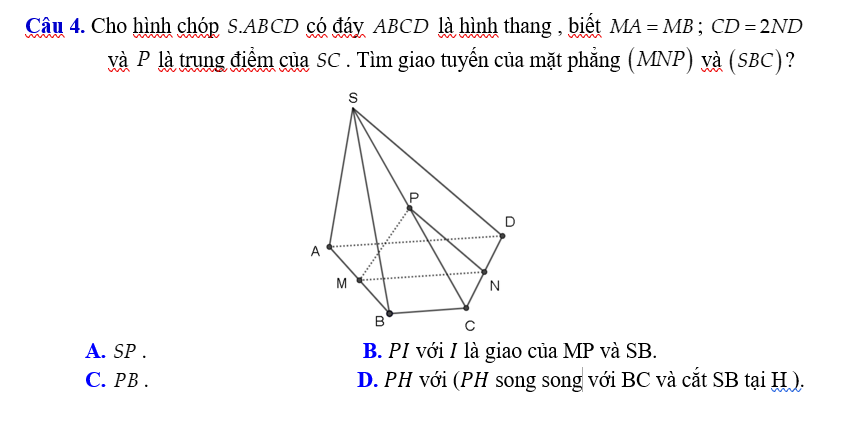 Câu 4. Cho hình chóp S.ABCD có đáy ABCD là hình thang , biết MA = MB ; CD = 2ND
và P là trung điểm của SC . Tìm giao tuyến của mặt phẳng (MNP) và (SBC)?
S
P
D
A
M
N
B
C
A. SP .
B. PI với I là giao của MP và SB.
C. PB .
D. PH với (PH song song với BC và cắt SB tại H ).